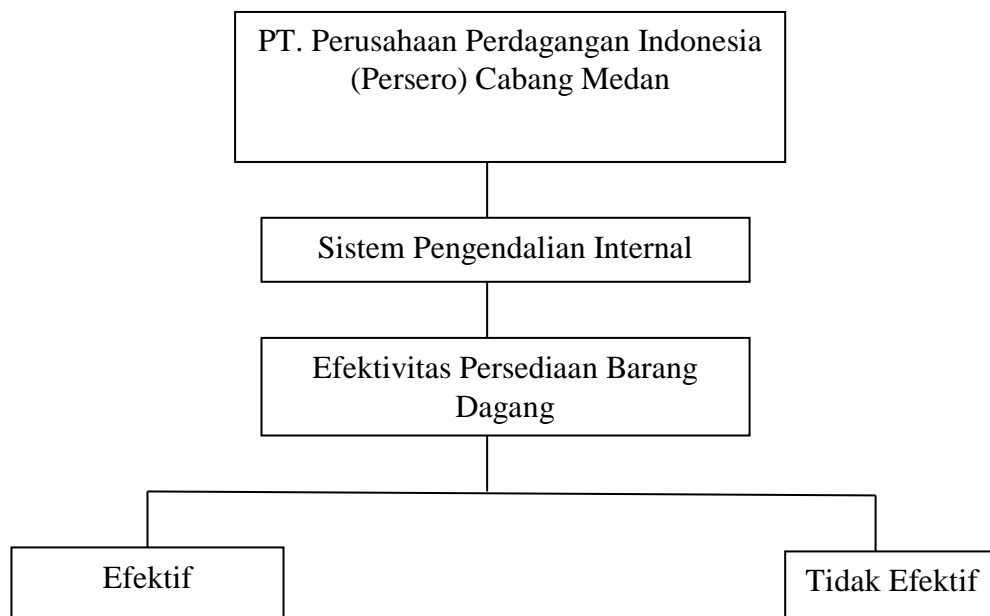 PT. Perusahaan Perdagangan Indonesia
(Persero) Cabang Medan
Sistem Pengendalian Internal
Efektivitas Persediaan Barang
Dagang
Efektif
Tidak Efektif